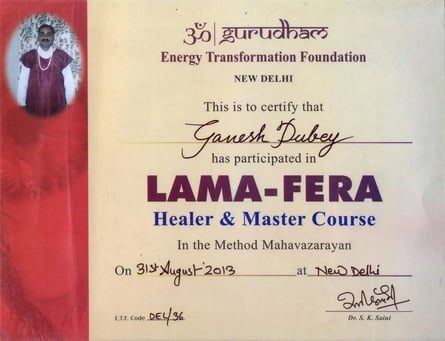 ॐ | gurudham
Energy Transformation Foundation
NEW DELHI
This is to certify that
Ganesh Dubey
has participated in
LAMA-FERA
Healer & Master Course
In the Method Mahavazarayan
On 31st August'2013 at New Delhi
E.T.F. Code DEL/36
Dr. S. K. Saini